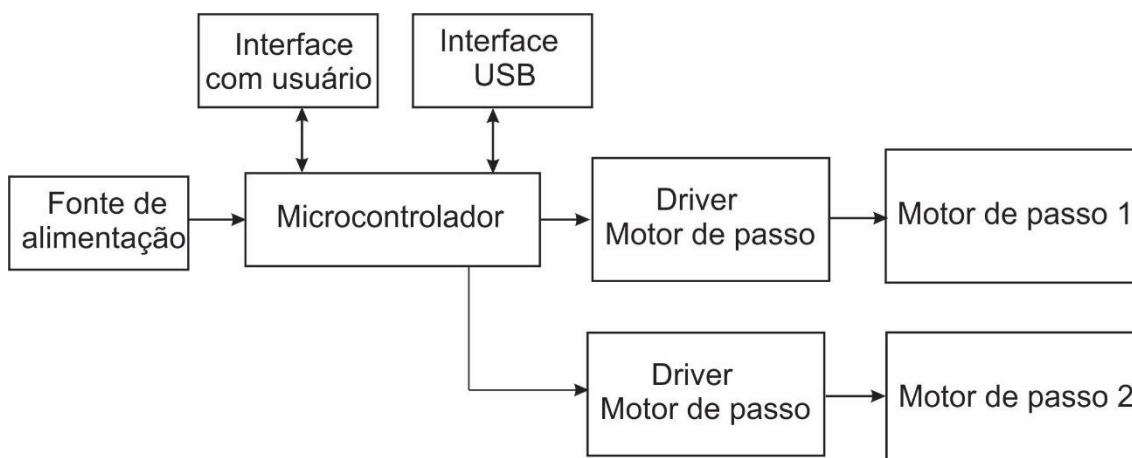 Interface
com usuário
Interface
USB
Fonte de
alimentação
Microcontrolador
Driver
Motor de passo
Motor de passo 1
Driver
Motor de passo
Motor de passo 2